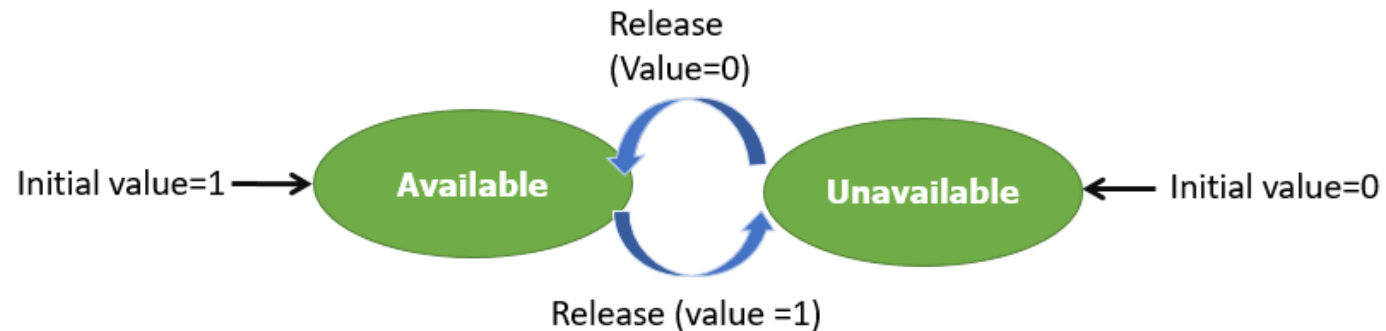 Release
(Value=0)
Initial value=1
Available
Unavailable
Initial value=0
Release (value =1)